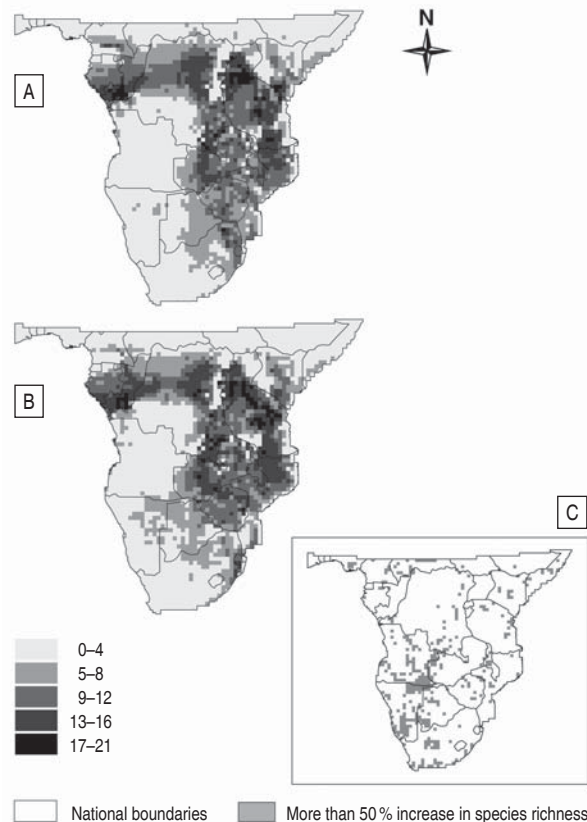 N
A
B
C
0–4
5–8
9–12
13–16
17–21
National boundaries
More than 50 % increase in species richness